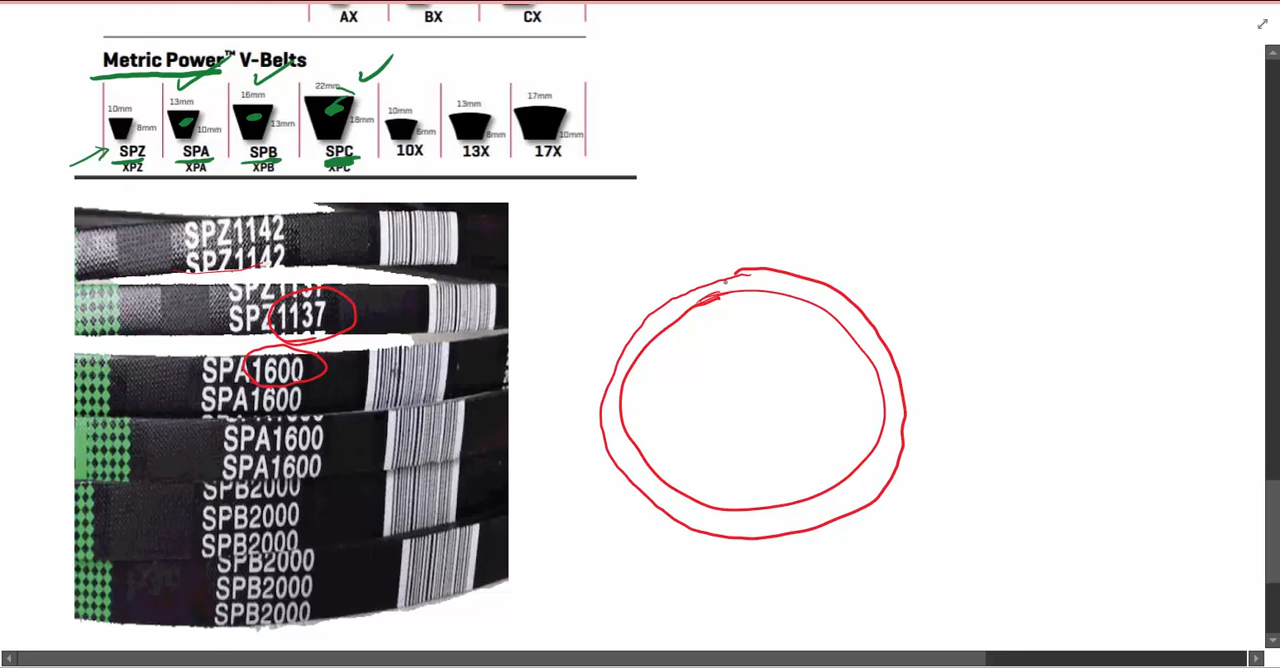 AX BX CX
Metric Power™ V-Belts
10mm 13mm 16mm 22mm 10mm 13mm 17mm
8mm 10mm 13mm 18mm 6mm 8mm 10mm
SPZ SPA SPB SPC 10X 13X 17X
XPZ XPA XPB XPC
SPZ1142
SPZ1142
SPZ1137
SPZ1137
SPA1600
SPA1600
SPA1600
SPA1600
SPB2000
SPB2000
SPB2000
SPB2000
SPB2000
SPB2000